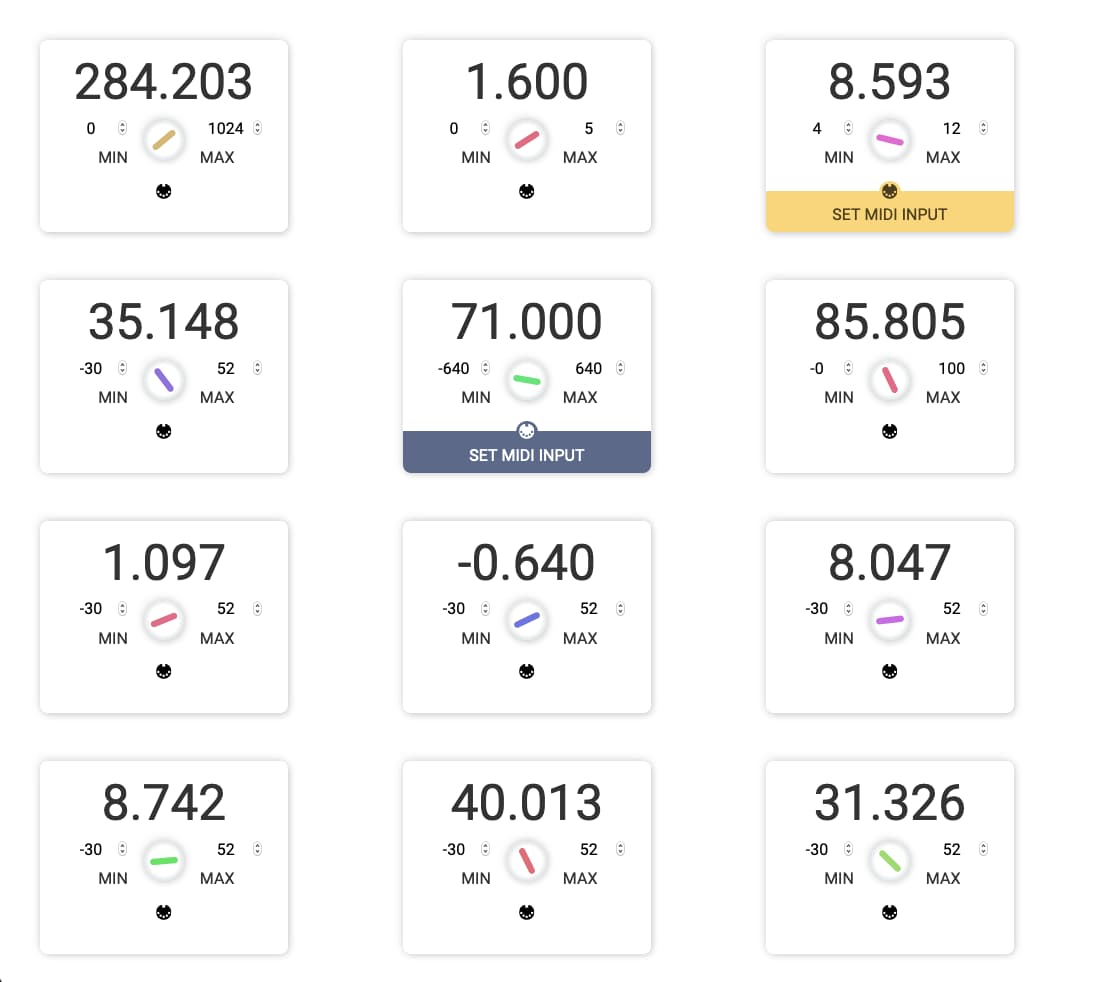 284.203
0 1024
MIN MAX
1.600
0 5
MIN MAX
8.593
4 12
MIN MAX
SET MIDI INPUT
35.148
-30 52
MIN MAX
71.000
-640 640
MIN MAX
SET MIDI INPUT
85.805
-0 100
MIN MAX
1.097
-30 52
MIN MAX
-0.640
-30 52
MIN MAX
8.047
-30 52
MIN MAX
8.742
-30 52
MIN MAX
40.013
-30 52
MIN MAX
31.326
-30 52
MIN MAX